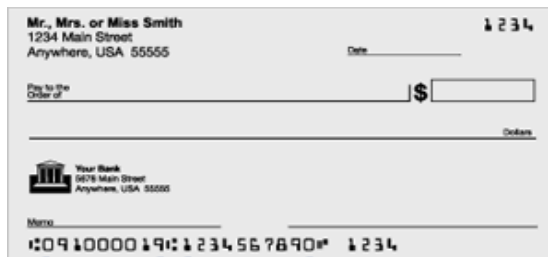 Mr., Mrs. or Miss Smith 1234
1234 Main Street
Anywhere, USA 55555 Date
Pay to the
Order of $
Dollars
Your Bank
5678 Main Street
Anywhere, USA 55555
Memo
⑆091000019⑆1234567890⑈ 1234